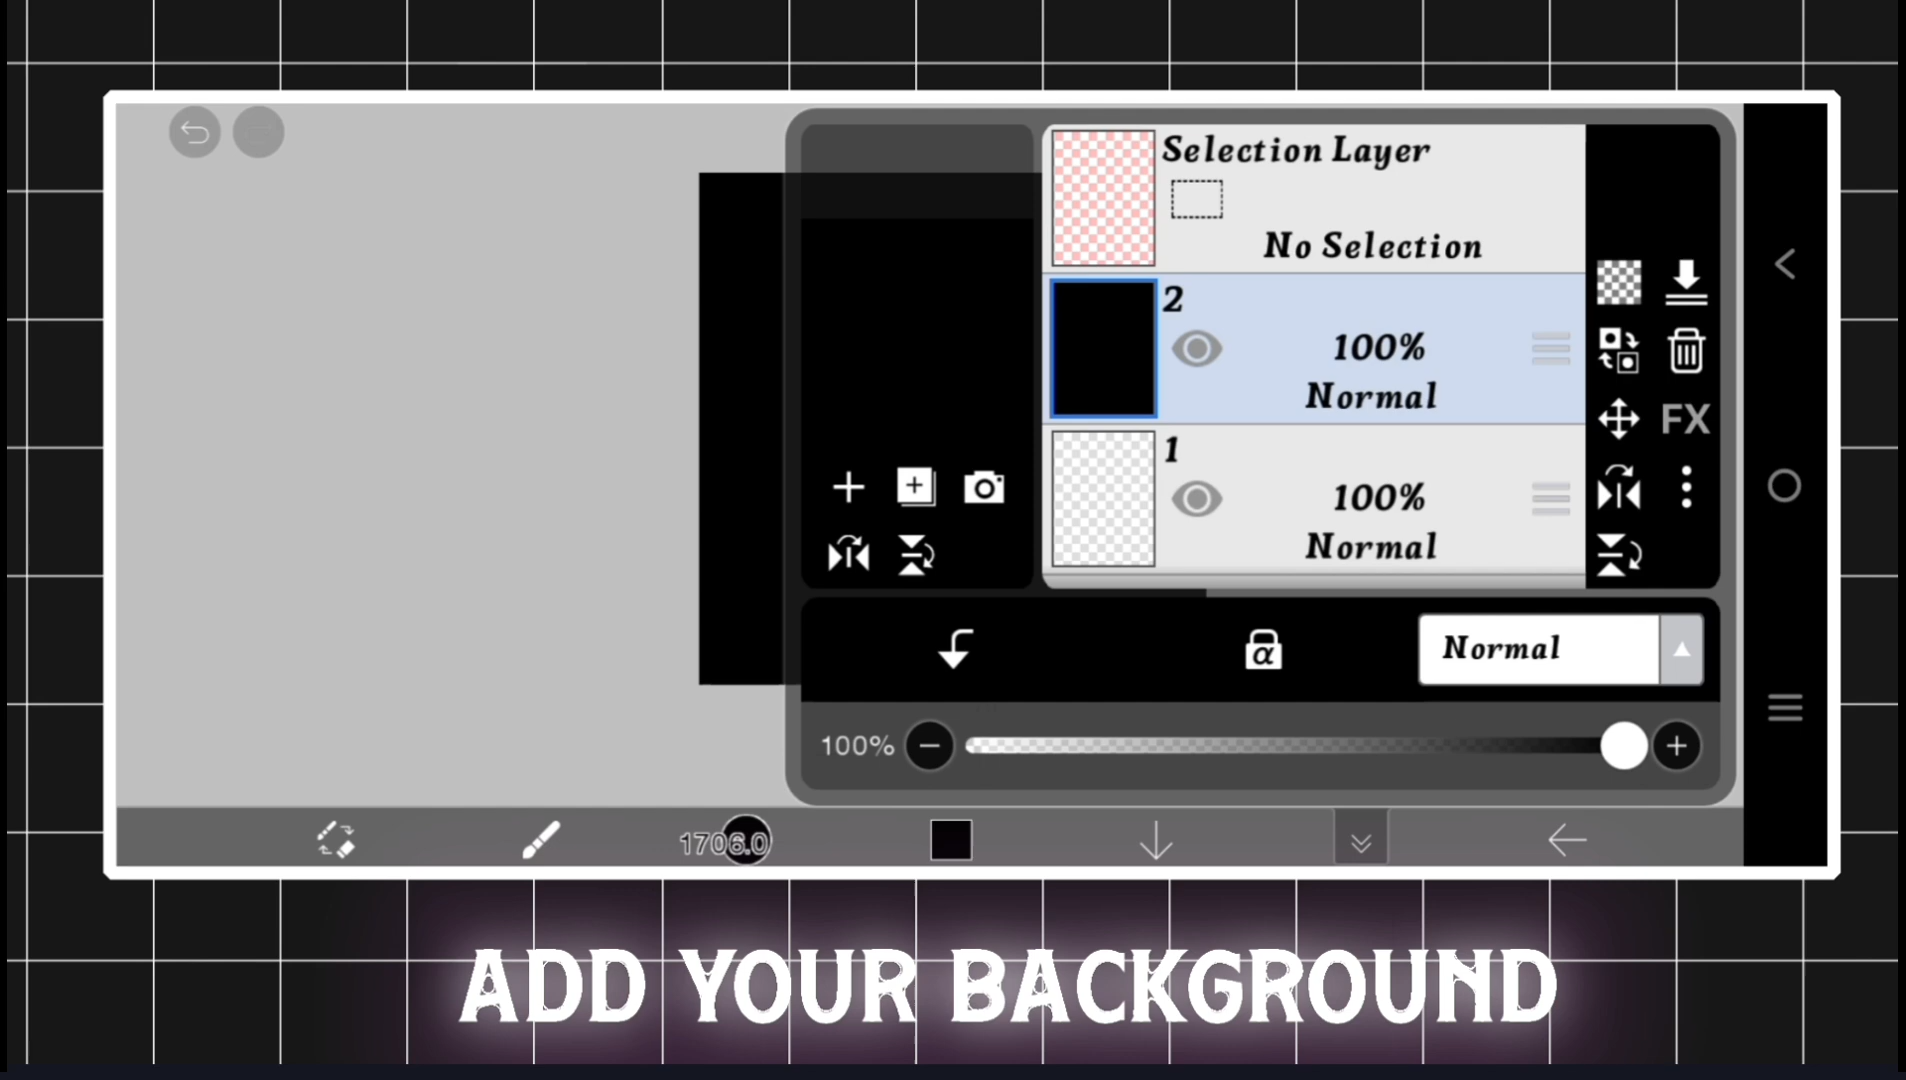 Selection Layer
No Selection
2
100%
Normal
1
100%
Normal
FX
α
Normal
100%
1706.0
ADD YOUR BACKGROUND